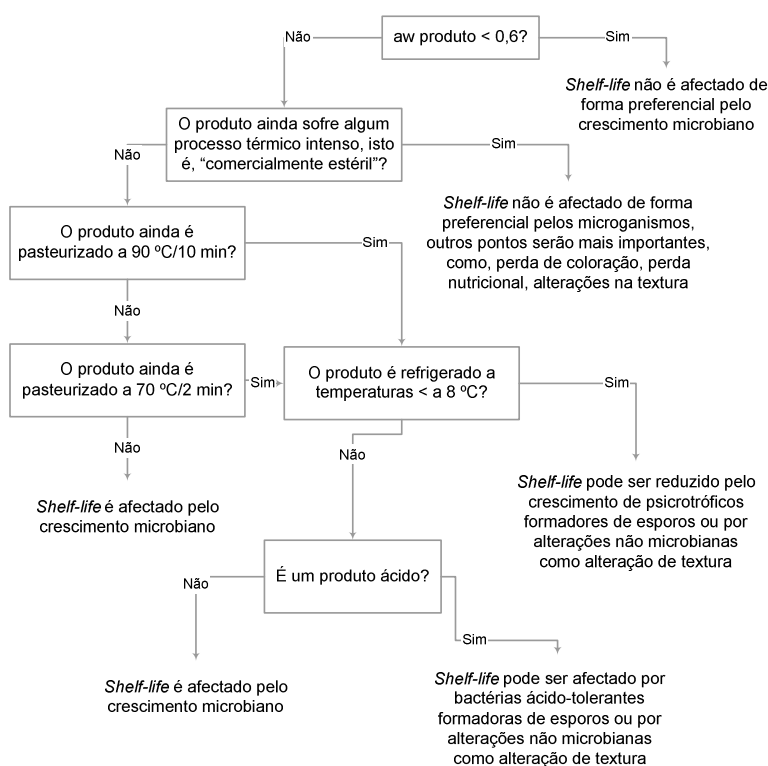 aw produto < 0,6?
Não
Sim
Shelf-life não é afectado de
forma preferencial pelo
crescimento microbiano
O produto ainda sofre algum
processo térmico intenso, isto
é, “comercialmente estéril”?
Não
Sim
Shelf-life não é afectado de forma
preferencial pelos microganismos,
outros pontos serão mais importantes,
como, perda de coloração, perda
nutricional, alterações na textura
O produto ainda é
pasteurizado a 90 ºC/10 min?
Sim
Não
O produto ainda é
pasteurizado a 70 ºC/2 min?
Sim
O produto é refrigerado a
temperaturas < a 8 ºC?
Sim
Não
Não
Shelf-life é afectado pelo
crescimento microbiano
Shelf-life pode ser reduzido pelo
crescimento de psicotróficos
formadores de esporos ou por
alterações não microbianas
como alteração de textura
É um produto ácido?
Não
Sim
Shelf-life é afectado pelo
crescimento microbiano
Shelf-life pode ser afectado por
bactérias ácido-tolerantes
formadoras de esporos ou por
alterações não microbianas
como alteração de textura